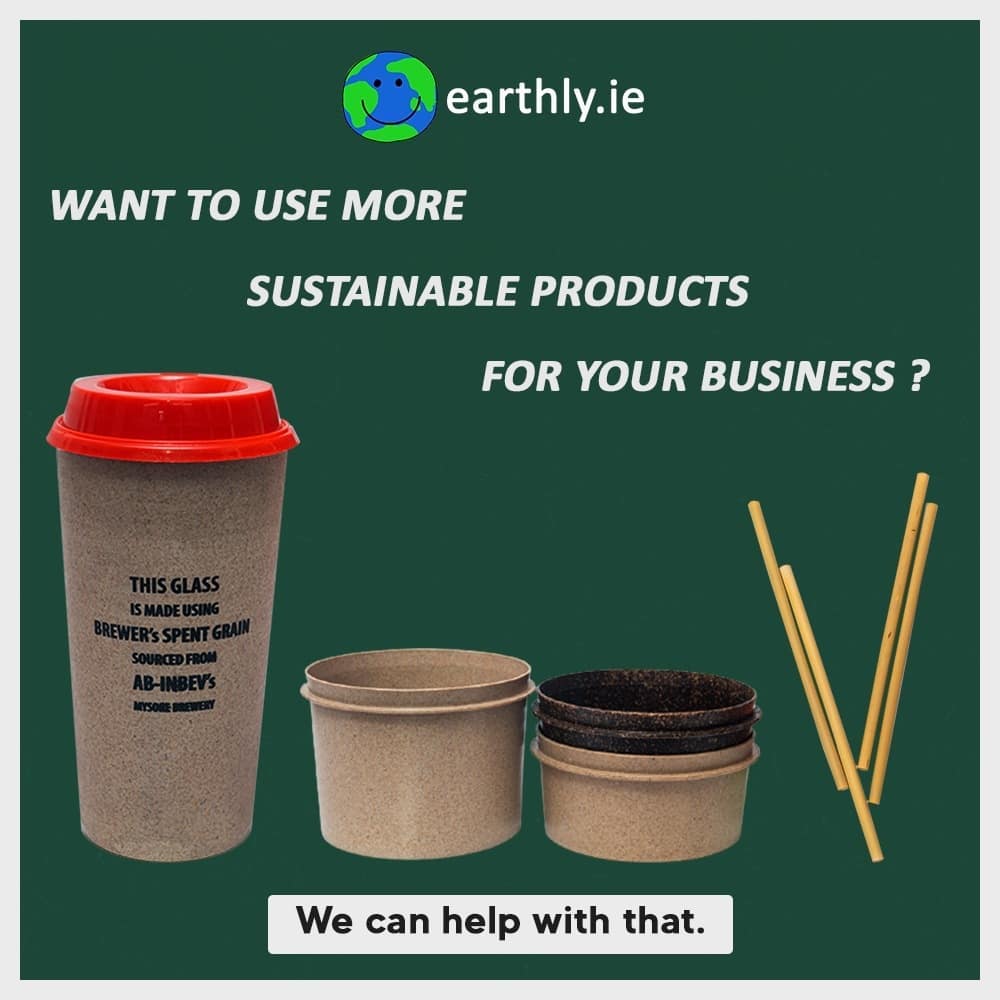 earthly.ie
WANT TO USE MORE
SUSTAINABLE PRODUCTS
FOR YOUR BUSINESS ?
THIS GLASS
IS MADE USING
BREWER's SPENT GRAIN
SOURCED FROM
AB-INBEV's
MYSORE BREWERY
We can help with that.